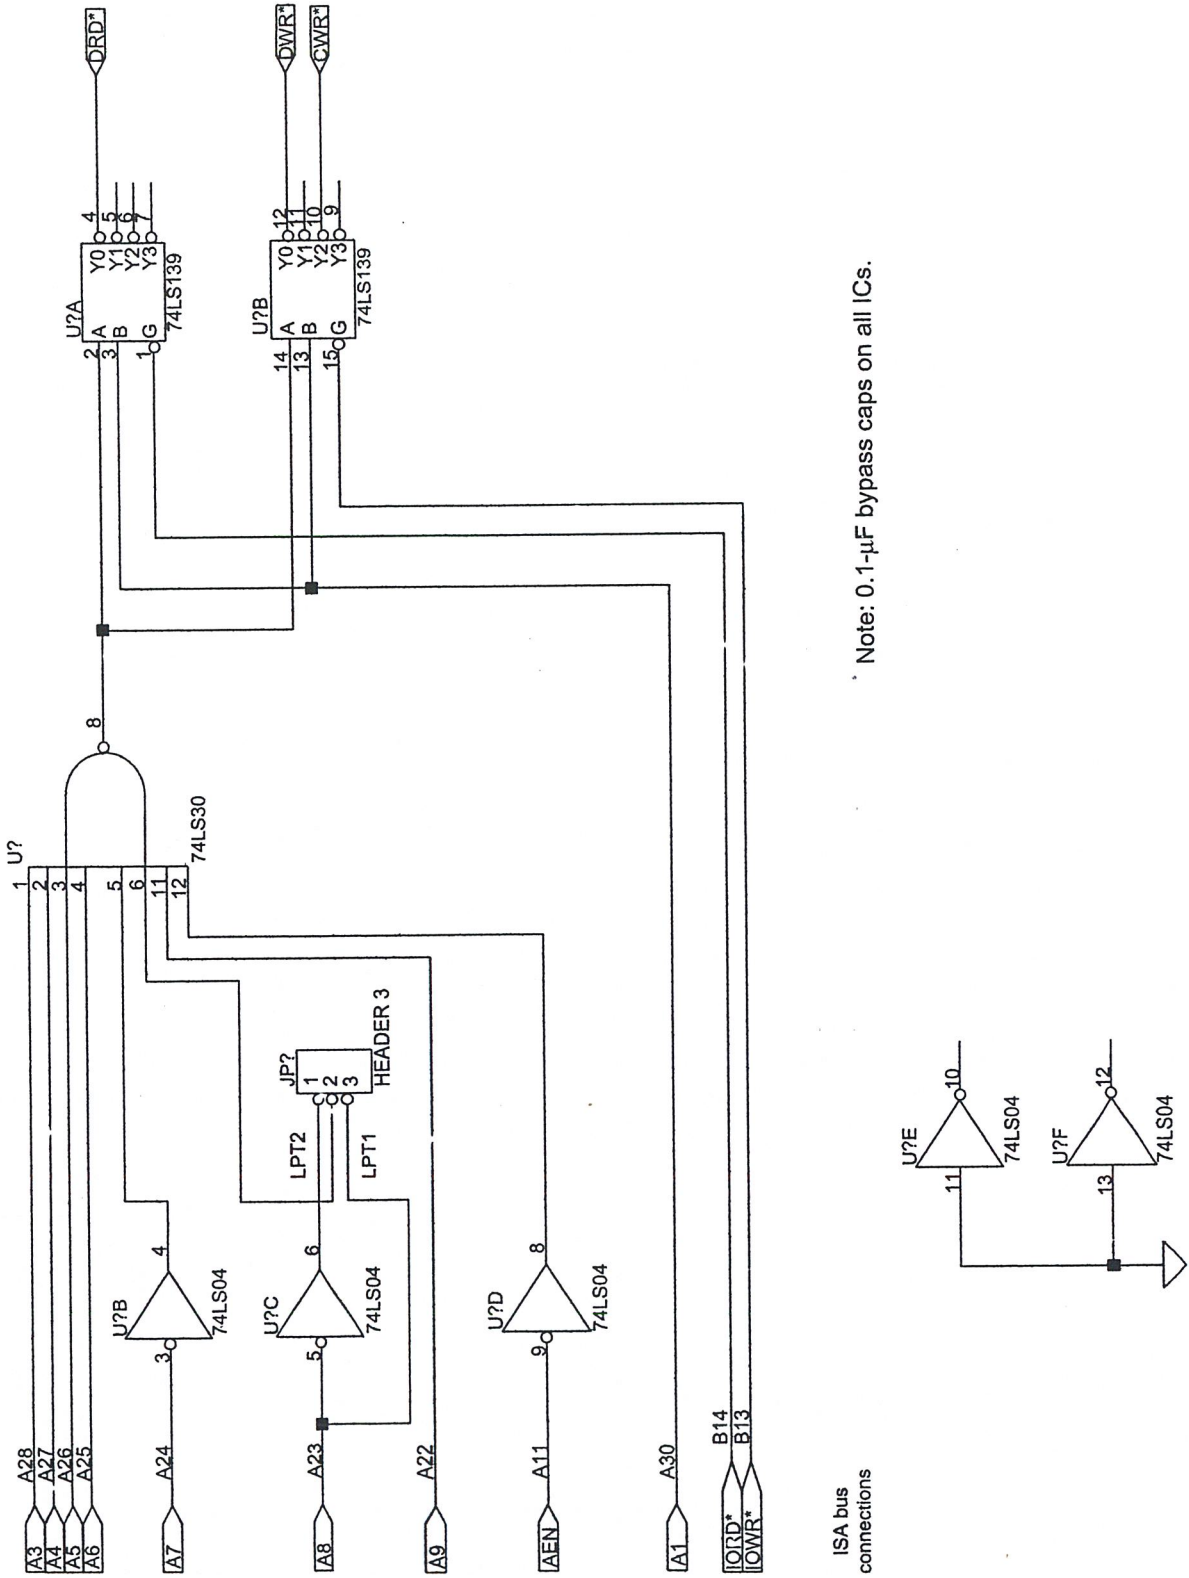 DRD*
DWR*
CWR*
U?A
2 A Y0 4
3 B Y1 5
Y2 6
1 G Y3 7
74LS139
U?B
14 A Y0 12
13 B Y1 11
Y2 10
15 G Y3 9
74LS139
U?
1
2
3
4
5
6
11
12
8
74LS30
A3 A28
A4 A27
A5 A26
A6 A25
A7 A24
3 U?B 4
74LS04
A8 A23
5 U?C 6
74LS04
LPT2
LPT1
JP?
1
2
3
HEADER 3
A9 A22
AEN A11
9 U?D 8
74LS04
A1 A30
IORD* B14
IOWR* B13
ISA bus
connections
U?E
11 10
74LS04
U?F
13 12
74LS04
Note: 0.1-μF bypass caps on all ICs.